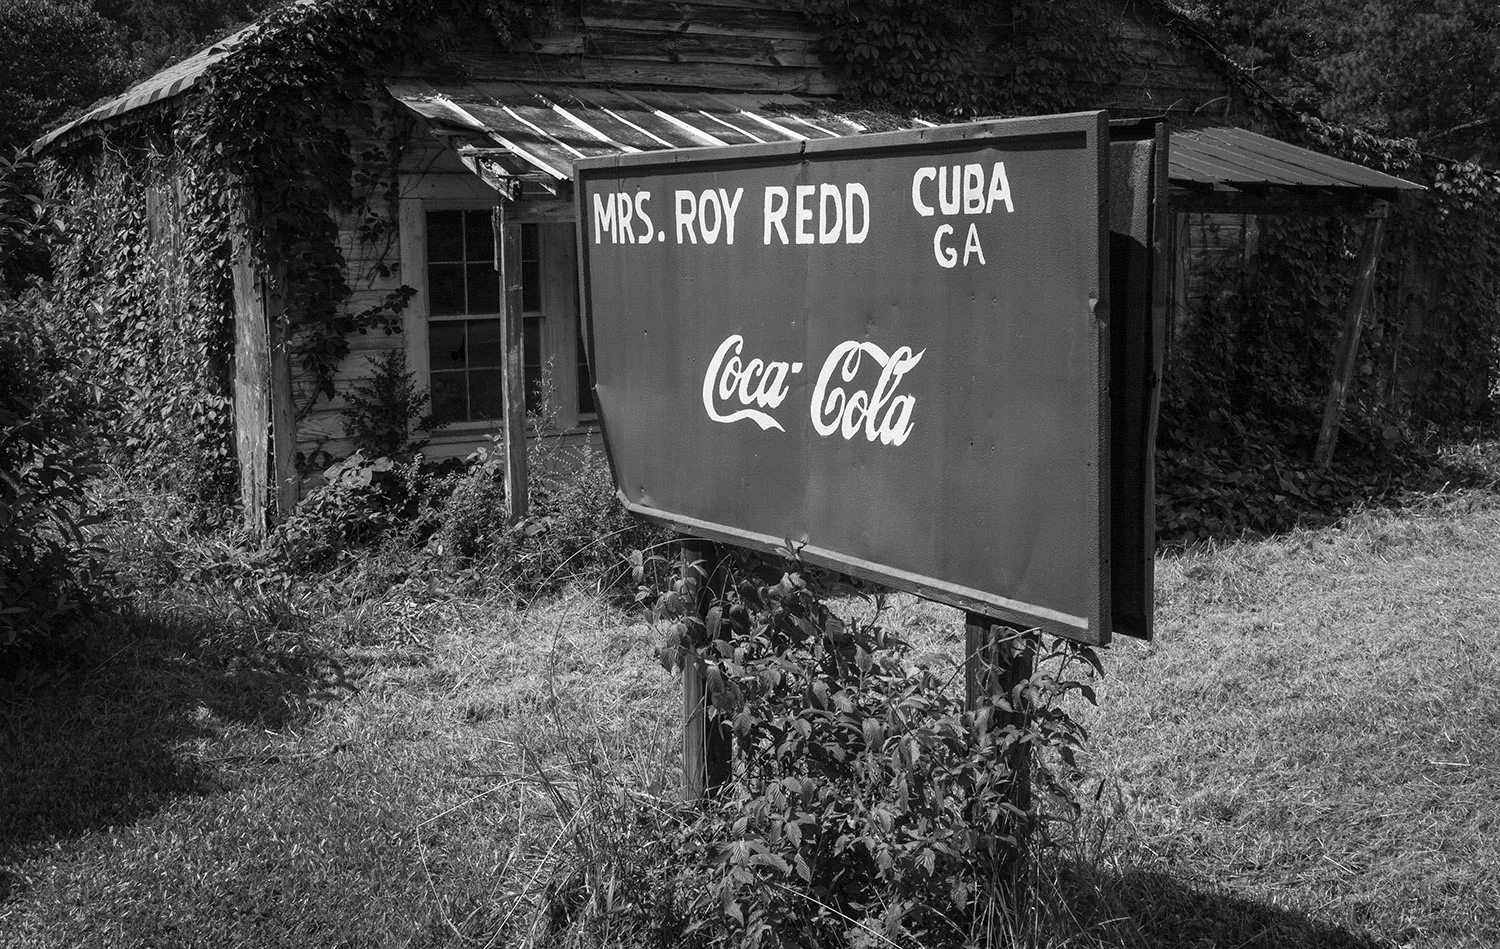 MRS. ROY REDD CUBA
GA
Coca-Cola